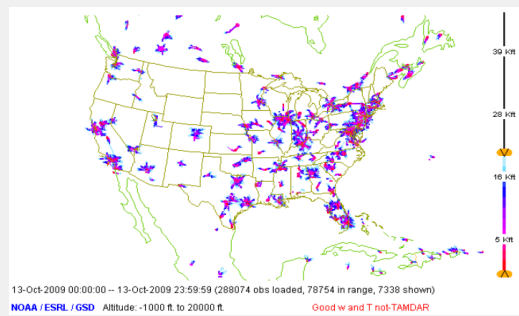 39 Kft
28 Kft
16 Kft
5 Kft
13-Oct-2009 00:00:00 -- 13-Oct-2009 23:59:59 (288074 obs loaded, 78754 in range, 7338 shown)
NOAA / ESRL / GSD Altitude: -1000 ft. to 20000 ft. Good w and T not-TAMDAR